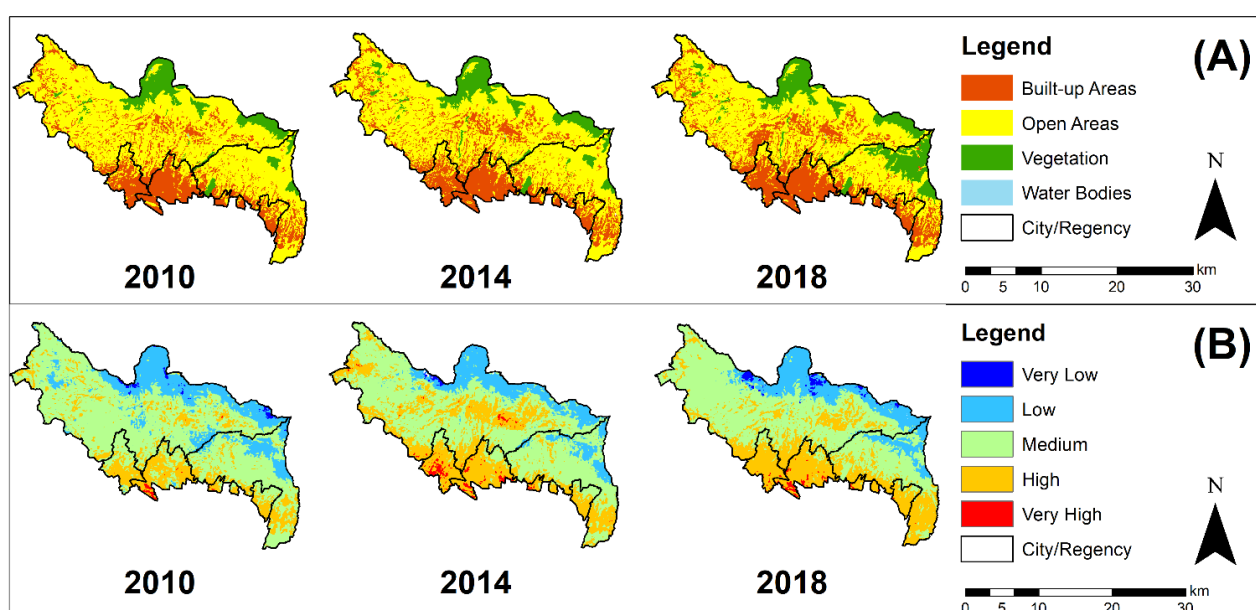 Legend
(A)
Built-up Areas
Open Areas
Vegetation
Water Bodies
City/Regency
N
km
0 5 10 20 30
2010
2014
2018
Legend
(B)
Very Low
Low
Medium
High
Very High
City/Regency
N
km
0 5 10 20 30
2010
2014
2018